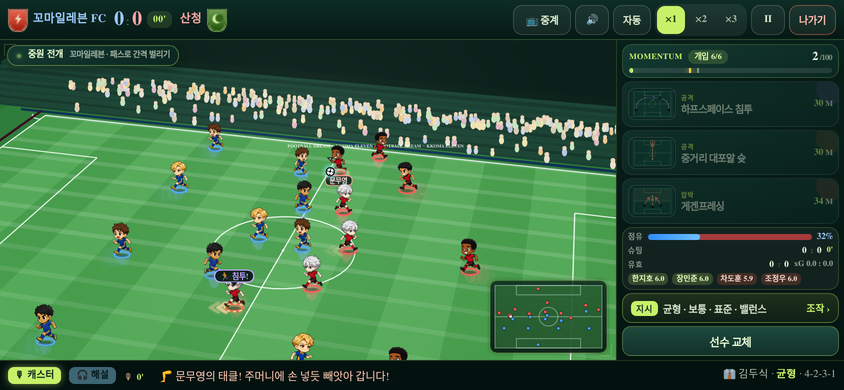 꼬마일레븐 FC 0 : 0 00' 산청
📺 중계 🔊 자동 ×1 ×2 ×3 II 나가기
중원 전개 꼬마일레븐 · 패스로 간격 벌리기
MOMENTUM 개입 6/6 2 /100
공격
하프스페이스 침투 30 M
공격
중거리 대포알 슛 30 M
압박
게겐프레싱 34 M
문무영
⚡ 침투!
점유 32%
슈팅 0 : 0 0'
유효 0 : 0 xG 0.0 : 0.0
한지호 6.0 장민준 6.0 차도훈 5.9 조정우 6.0
지시 균형 · 보통 · 표준 · 밸런스 조작 ›
선수 교체
🎙 캐스터 🎧 해설 🎙 0' 문무영의 태클! 주머니에 손 넣듯 빼앗아 갑니다!
김두식 · 균형 · 4-2-3-1